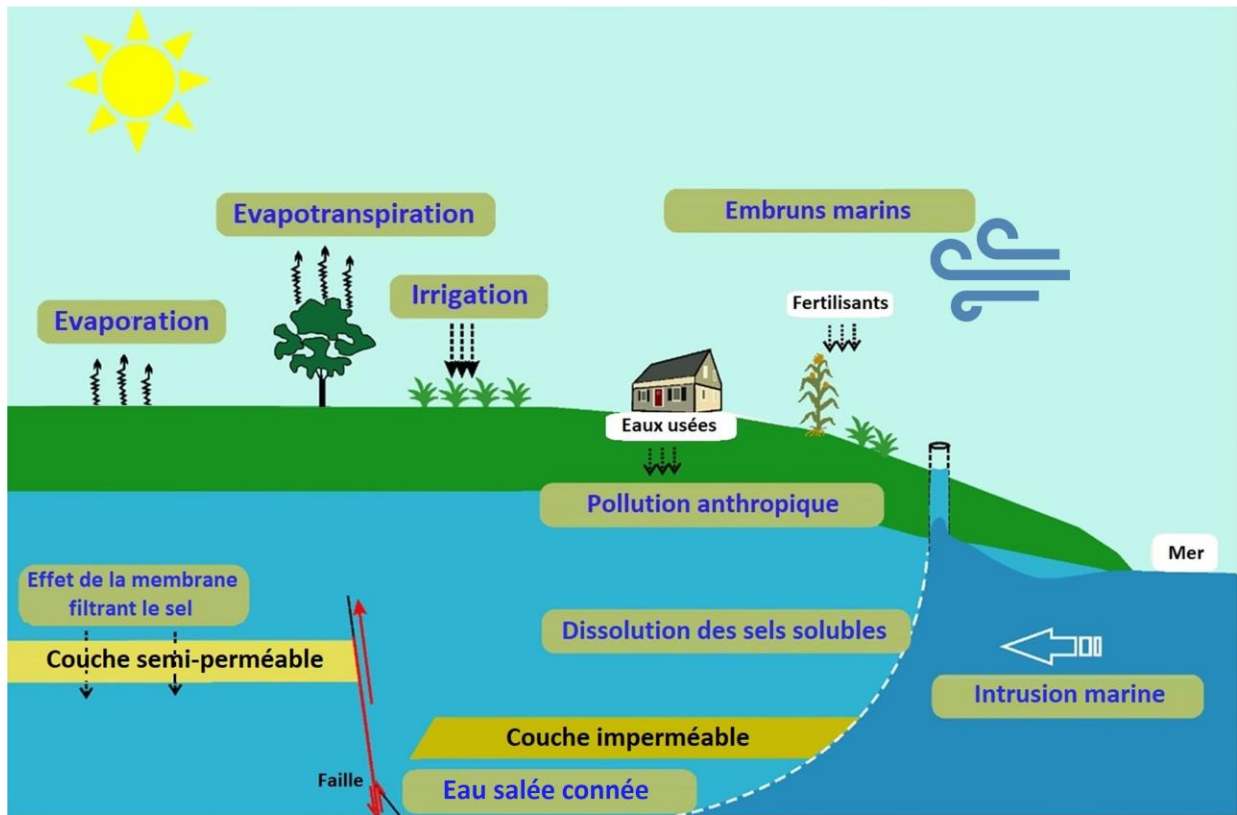 Evapotranspiration
Embruns marins
Irrigation
Evaporation
Fertilisants
Eaux usées
Pollution anthropique
Mer
Effet de la membrane
filtrant le sel
Dissolution des sels solubles
Couche semi-perméable
Intrusion marine
Couche imperméable
Faille
Eau salée connée